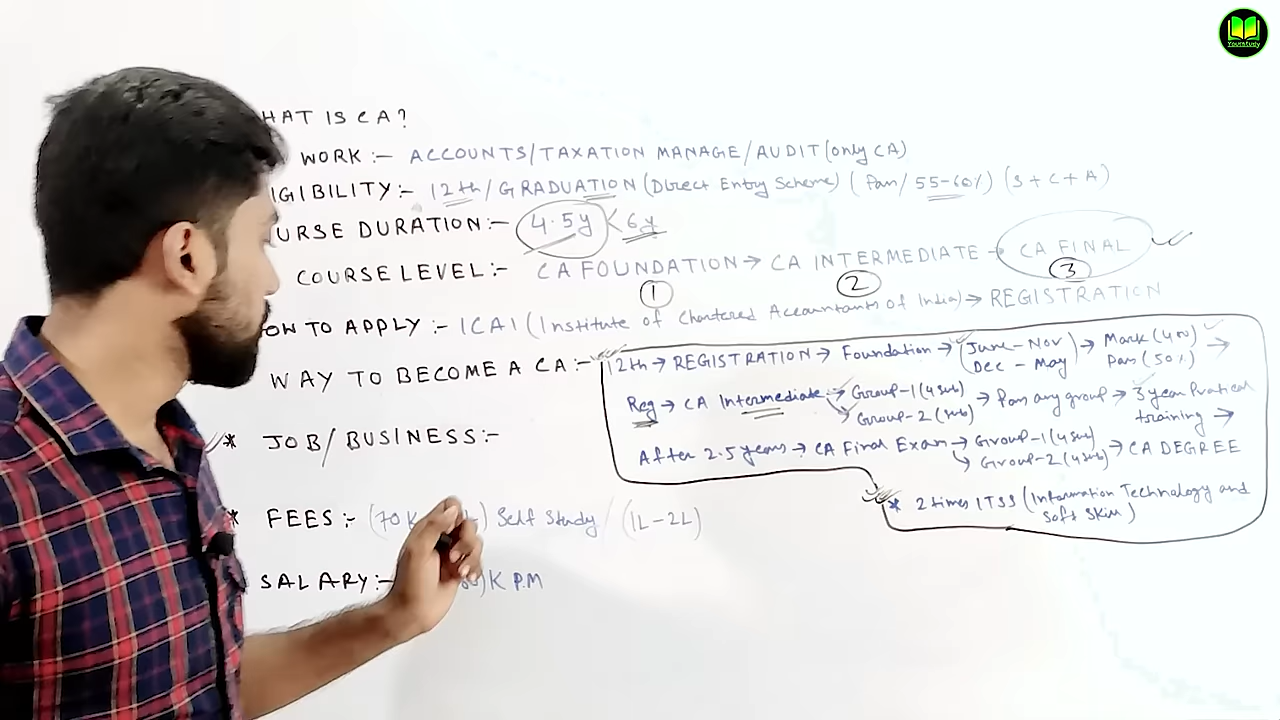 Yourstudy
HAT IS CA?
WORK:- ACCOUNTS/TAXATION MANAGE/AUDIT (only CA)
IGIBILITY:- 12th/GRADUATION (Direct Entry Scheme) (Pass/55-60%) (S+C+A)
URSE DURATION:- 4.5y < 6y
COURSE LEVEL:- CA FOUNDATION → CA INTERMEDIATE → CA FINAL
1 2 3
OW TO APPLY:- ICAI (Institute of Chartered Accountants of India) → REGISTRATION
WAY TO BECOME A CA:-
12th → REGISTRATION → Foundation → (June-Nov Dec-May) → Mark (400) Pass (50%) →
Reg → CA Intermediate → Group-1 (4 sub) → Group-2 (sub) → Pass any group → 3 year Pratical training →
After 2.5 years → CA Final Exam → Group-1 (4 sub) → Group-2 (4 sub) → CA DEGREE
* 2 times ITSS (Information Technology and
Soft Skim)
* JOB/BUSINESS:-
* FEES:- (70K ) Self Study / (1L-2L)
SALARY:- )K P.M